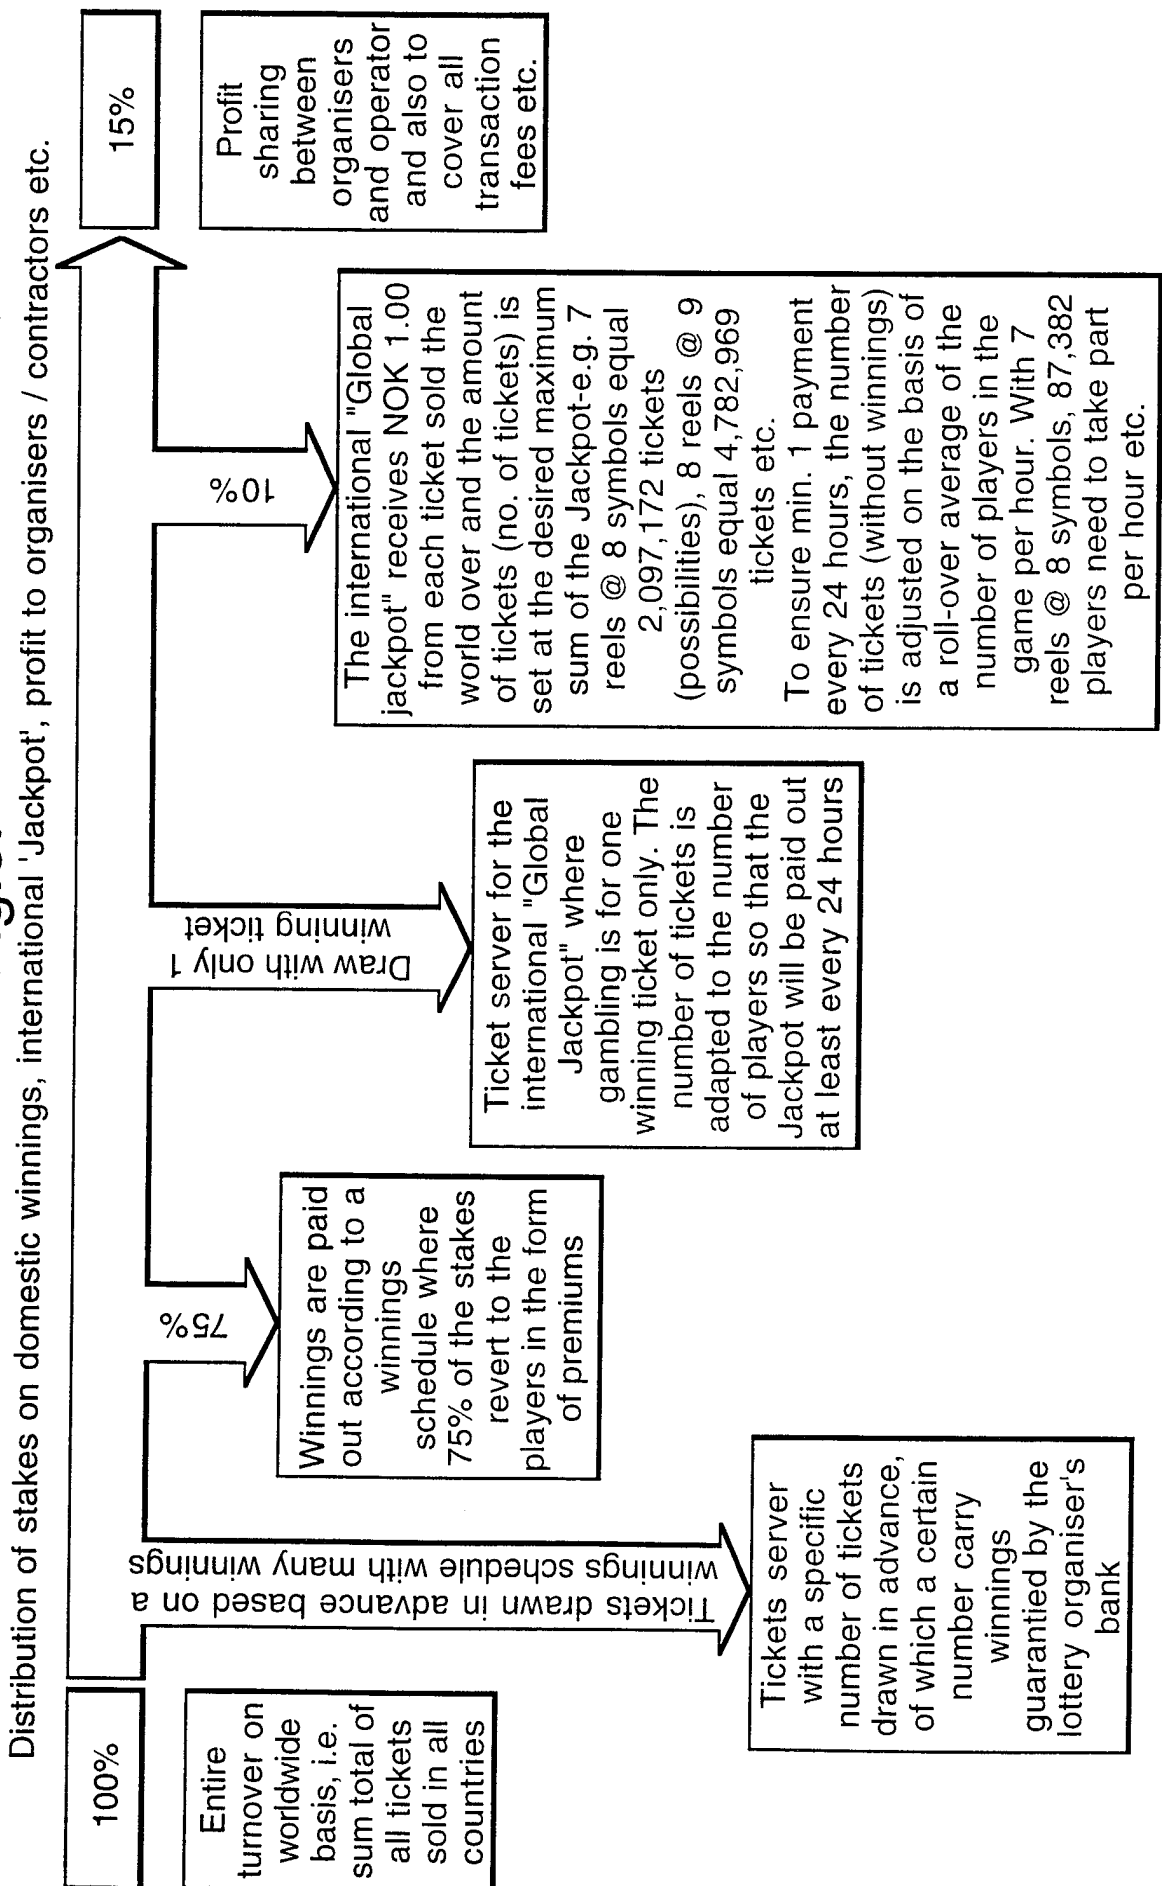 Distribution of stakes on domestic winnings, international 'Jackpot', profit to organisers / contractors etc.
100%
Entire
turnover on
worldwide
basis, i.e.
sum total of
all tickets
sold in all
countries
Tickets drawn in advance based on a
winnings schedule with many winnings
Tickets server
with a specific
number of tickets
drawn in advance,
of which a certain
number carry
winnings
guarantied by the
lottery organiser's
bank
75%
Winnings are paid
out according to a
winnings
schedule where
75% of the stakes
revert to the
players in the form
of premiums
Draw with only 1
winning ticket
Ticket server for the
international "Global
Jackpot" where
gambling is for one
winning ticket only. The
number of tickets is
adapted to the number
of players so that the
Jackpot will be paid out
at least every 24 hours
10%
The international "Global
jackpot" receives NOK 1.00
from each ticket sold the
world over and the amount
of tickets (no. of tickets) is
set at the desired maximum
sum of the Jackpot-e.g. 7
reels @ 8 symbols equal
2,097,172 tickets
(possibilities), 8 reels @ 9
symbols equal 4,782,969
tickets etc.
To ensure min. 1 payment
every 24 hours, the number
of tickets (without winnings)
is adjusted on the basis of
a roll-over average of the
number of players in the
game per hour. With 7
reels @ 8 symbols, 87,382
players need to take part
per hour etc.
15%
Profit
sharing
between
organisers
and operator
and also to
cover all
transaction
fees etc.